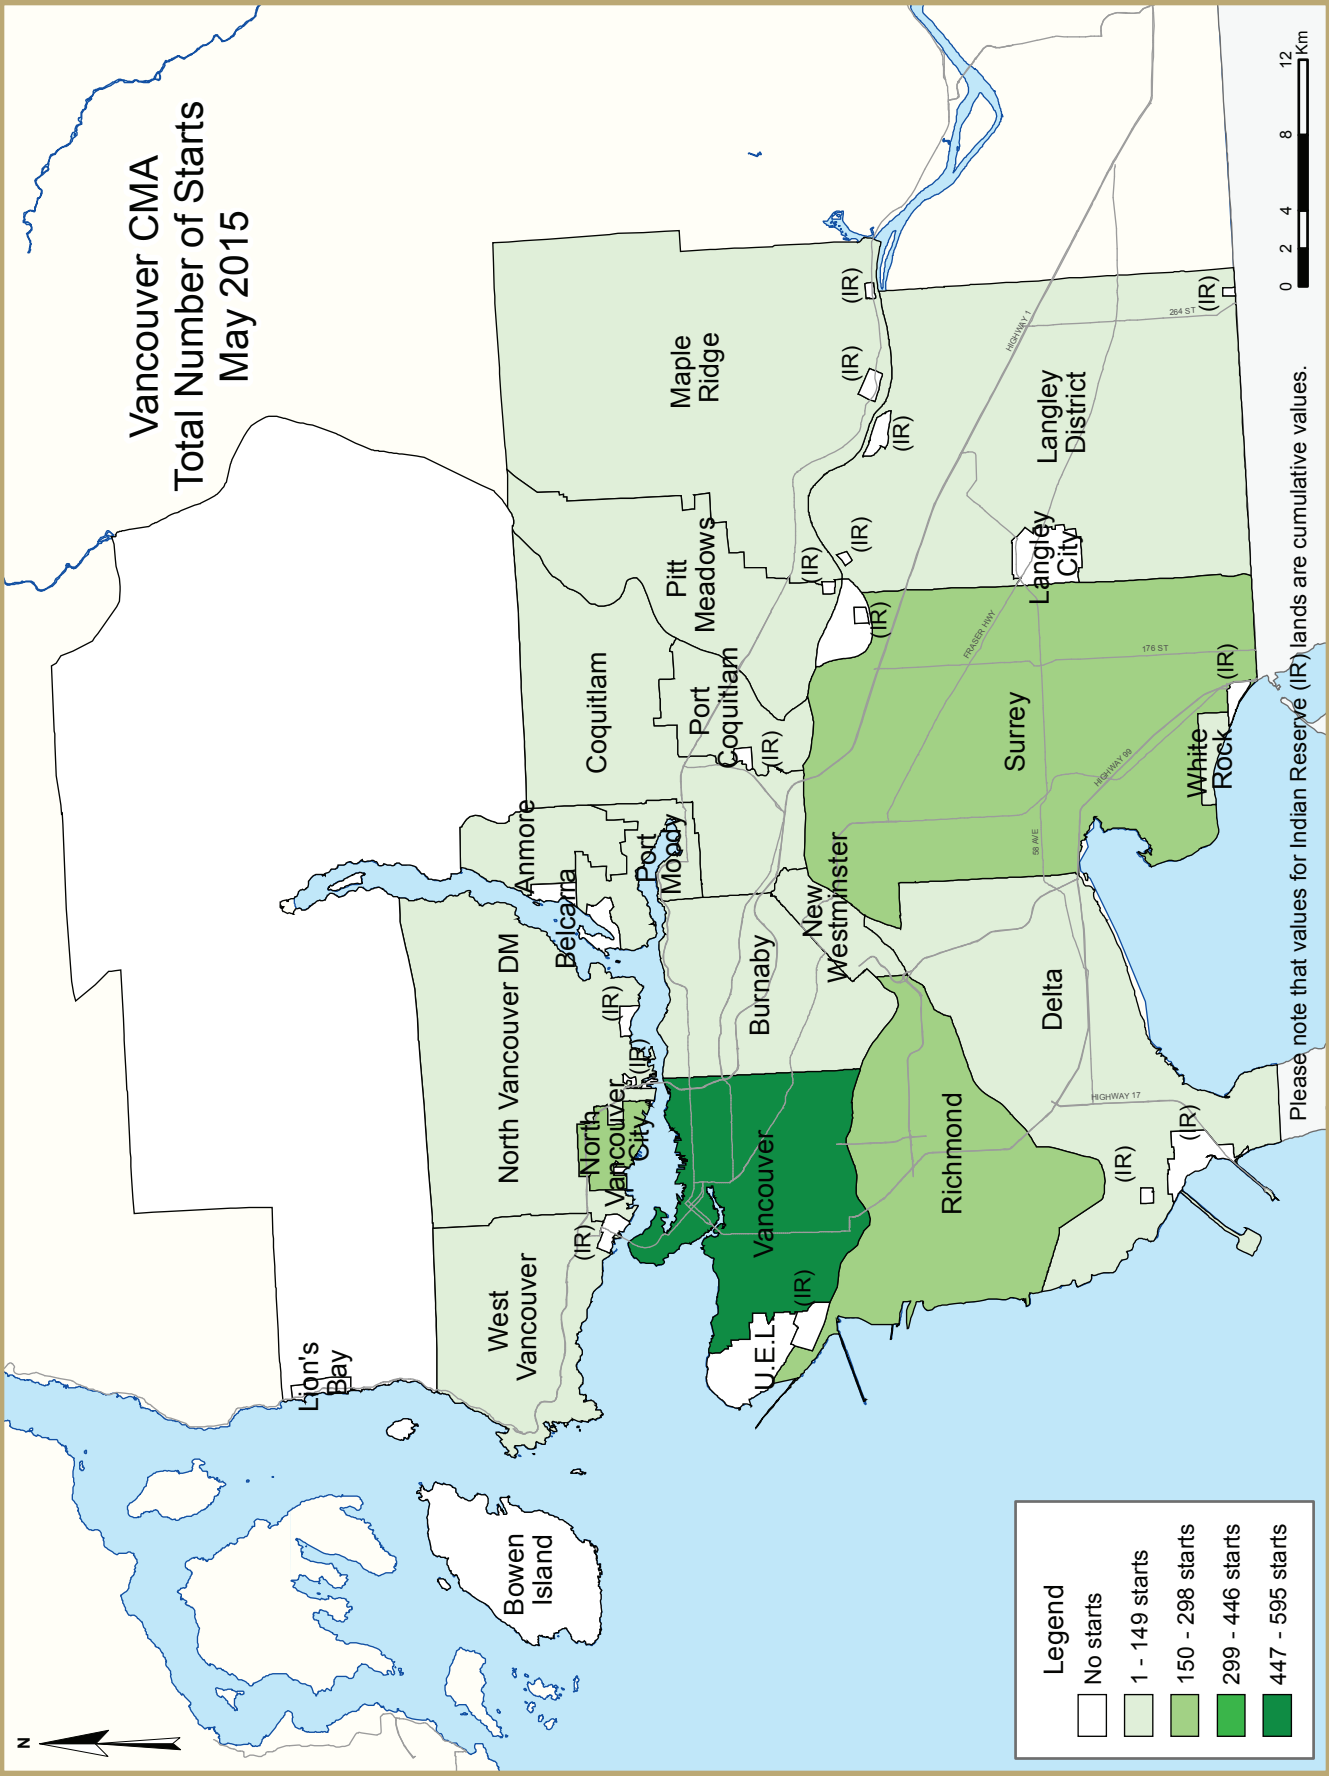 Vancouver CMA
Total Number of Starts
May 2015
N
Lion's
Bay
Bowen
Island
West
Vancouver
North Vancouver DM
North
Vancouver
City
(IR)
(IR)
(IR)
Anmore
Belcarra
Port
Moody
Coquitlam
Port
Coquitlam
(IR)
Pitt
Meadows
Maple
Ridge
(IR)
(IR)
(IR)
(IR)
(IR)
(IR)
U.E.L.
(IR)
Vancouver
Burnaby
New
Westminster
Richmond
Delta
(IR)
(IR)
HIGHWAY 17
Surrey
58 AVE
HIGHWAY 99
FRASER HWY
176 ST
White
Rock
(IR)
Langley
City
Langley
District
HIGHWAY 1
264 ST
(IR)
Legend
No starts
1 - 149 starts
150 - 298 starts
299 - 446 starts
447 - 595 starts
0 2 4 8 12
Km
Please note that values for Indian Reserve (IR) lands are cumulative values.